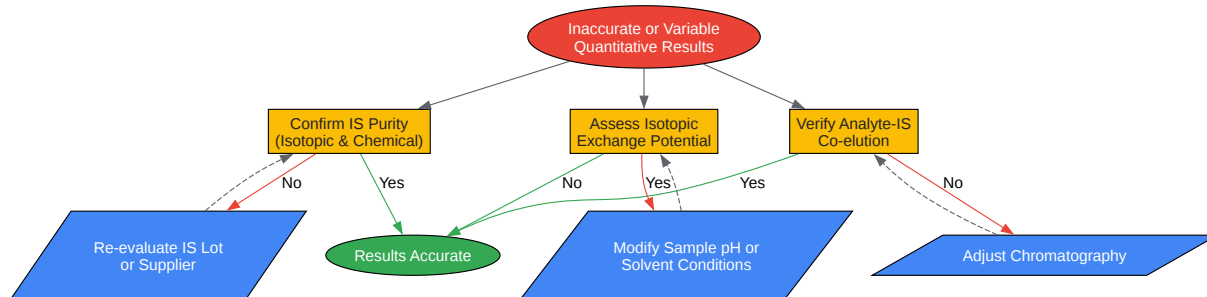 Inaccurate or Variable
Quantitative Results
Confirm IS Purity
(Isotopic & Chemical)
Assess Isotopic
Exchange Potential
Verify Analyte-IS
Co-elution
No
Yes
No
Yes
Yes
No
Re-evaluate IS Lot
or Supplier
Results Accurate
Modify Sample pH or
Solvent Conditions
Adjust Chromatography